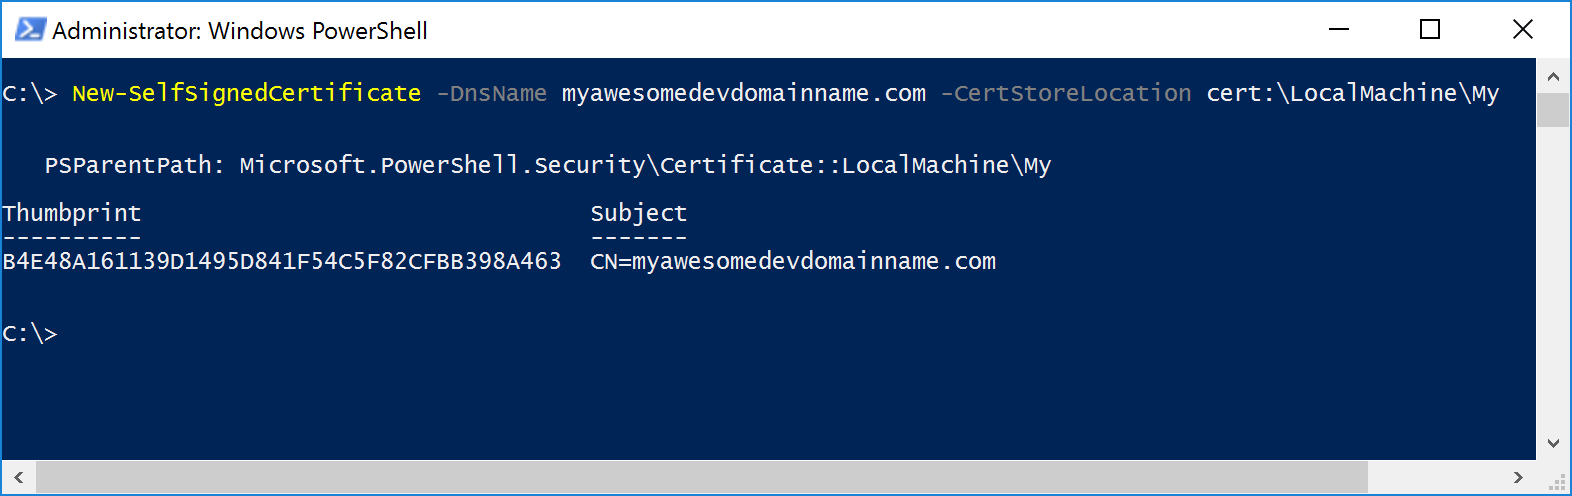 Administrator: Windows PowerShell
C:\> New-SelfSignedCertificate -DnsName myawesomedevdomainname.com -CertStoreLocation cert:\LocalMachine\My
PSParentPath: Microsoft.PowerShell.Security\Certificate::LocalMachine\My
Thumbprint Subject
---------- -------
B4E48A161139D1495D841F54C5F82CFBB398A463 CN=myawesomedevdomainname.com
C:\>